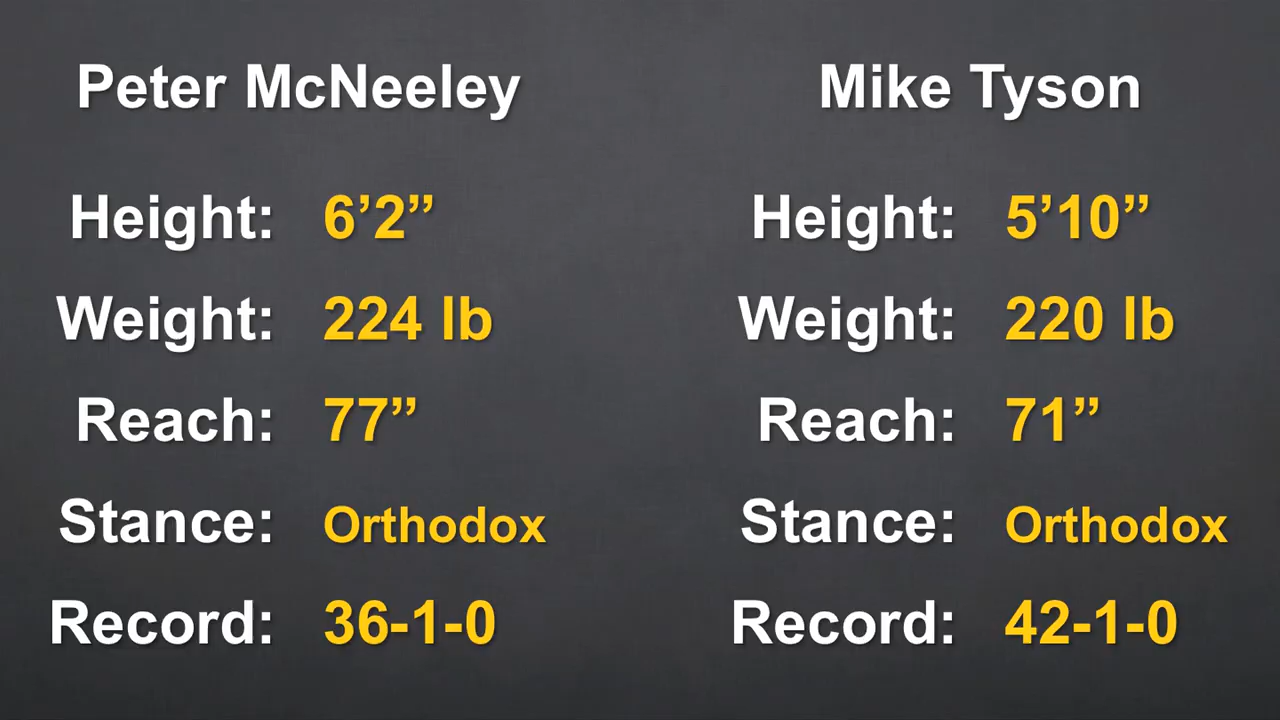 Peter McNeeley
Height: 6’2”
Weight: 224 lb
Reach: 77”
Stance: Orthodox
Record: 36-1-0
Mike Tyson
Height: 5’10”
Weight: 220 lb
Reach: 71”
Stance: Orthodox
Record: 42-1-0